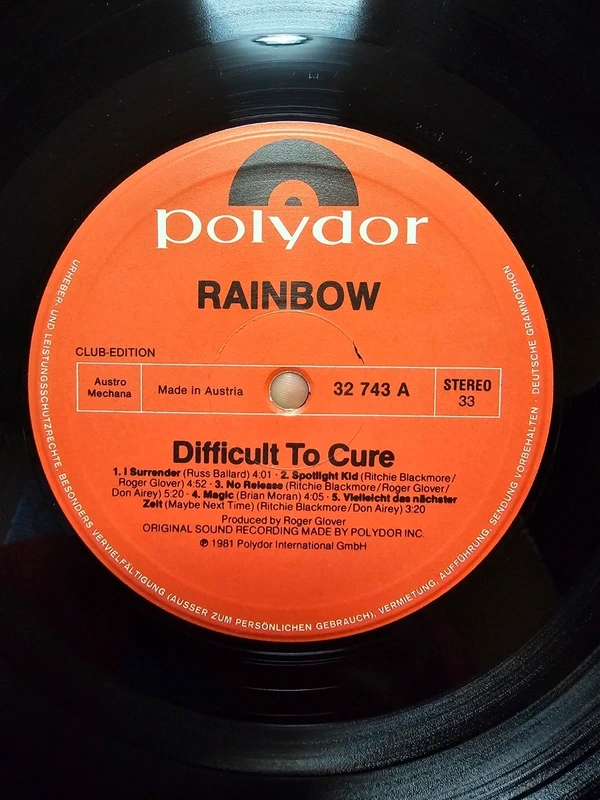 polydor
RAINBOW
CLUB-EDITION
Austro
Mechana
Made in Austria
32 743 A
STEREO
33
Difficult To Cure
1. I Surrender (Russ Ballard) 4:01 · 2. Spotlight Kid (Ritchie Blackmore/
Roger Glover) 4:52 · 3. No Release (Ritchie Blackmore/Roger Glover/
Don Airey) 5:20 · 4. Magic (Brian Moran) 4:05 · 5. Vielleicht das nächster
Zeit (Maybe Next Time) (Ritchie Blackmore/Don Airey) 3:20
Produced by Roger Glover
ORIGINAL SOUND RECORDING MADE BY POLYDOR INC.
℗ 1981 Polydor International GmbH
URHEBER- UND LEISTUNGSSCHUTZRECHTE, BESONDERS VERVIELFÄLTIGUNG (AUSSER ZUM PERSÖNLICHEN GEBRAUCH), VERMIETUNG, AUFFÜHRUNG, SENDUNG VORBEHALTEN · DEUTSCHE GRAMMOPHON